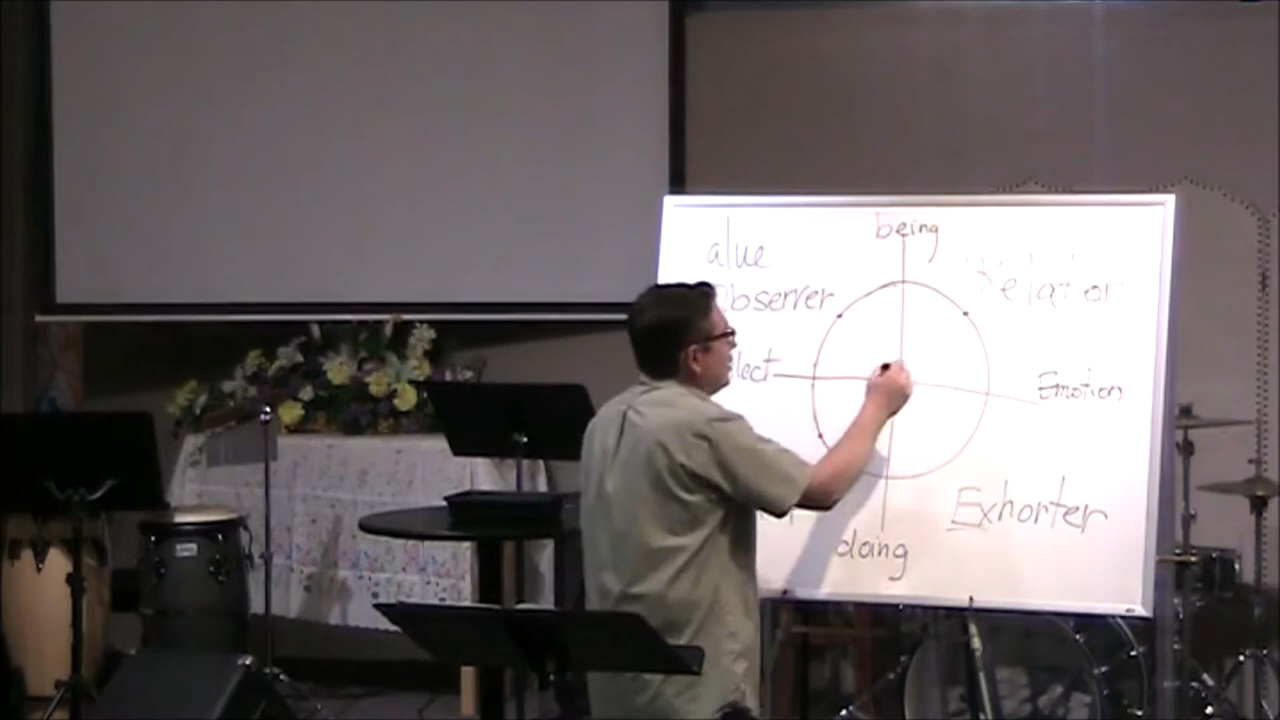 being
alue
Observer
Relator
lect
Emotion
Exhorter
doing